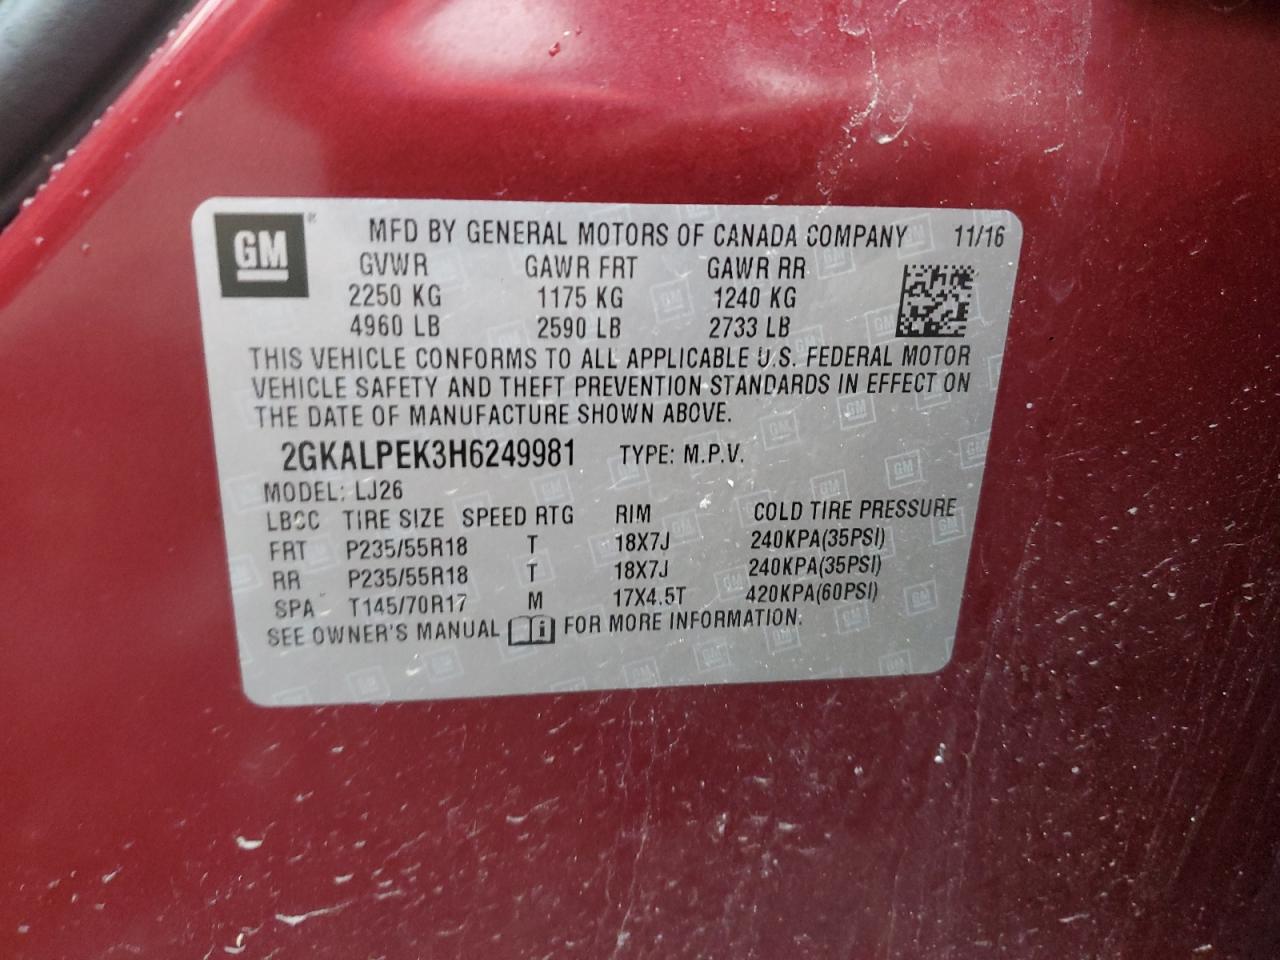 GM ® MFD BY GENERAL MOTORS OF CANADA COMPANY 11/16
GVWR GAWR FRT GAWR RR
2250 KG 1175 KG 1240 KG
4960 LB 2590 LB 2733 LB
THIS VEHICLE CONFORMS TO ALL APPLICABLE U.S. FEDERAL MOTOR
VEHICLE SAFETY AND THEFT PREVENTION STANDARDS IN EFFECT ON
THE DATE OF MANUFACTURE SHOWN ABOVE.
2GKALPEK3H6249981 TYPE: M.P.V.
MODEL: LJ26
TIRE SIZE SPEED RTG RIM COLD TIRE PRESSURE
FRT P235/55R18 T 18X7J 240KPA(35PSI)
RR P235/55R18 T 18X7J 240KPA(35PSI)
SPA T145/70R17 M 17X4.5T 420KPA(60PSI)
SEE OWNER'S MANUAL i FOR MORE INFORMATION.